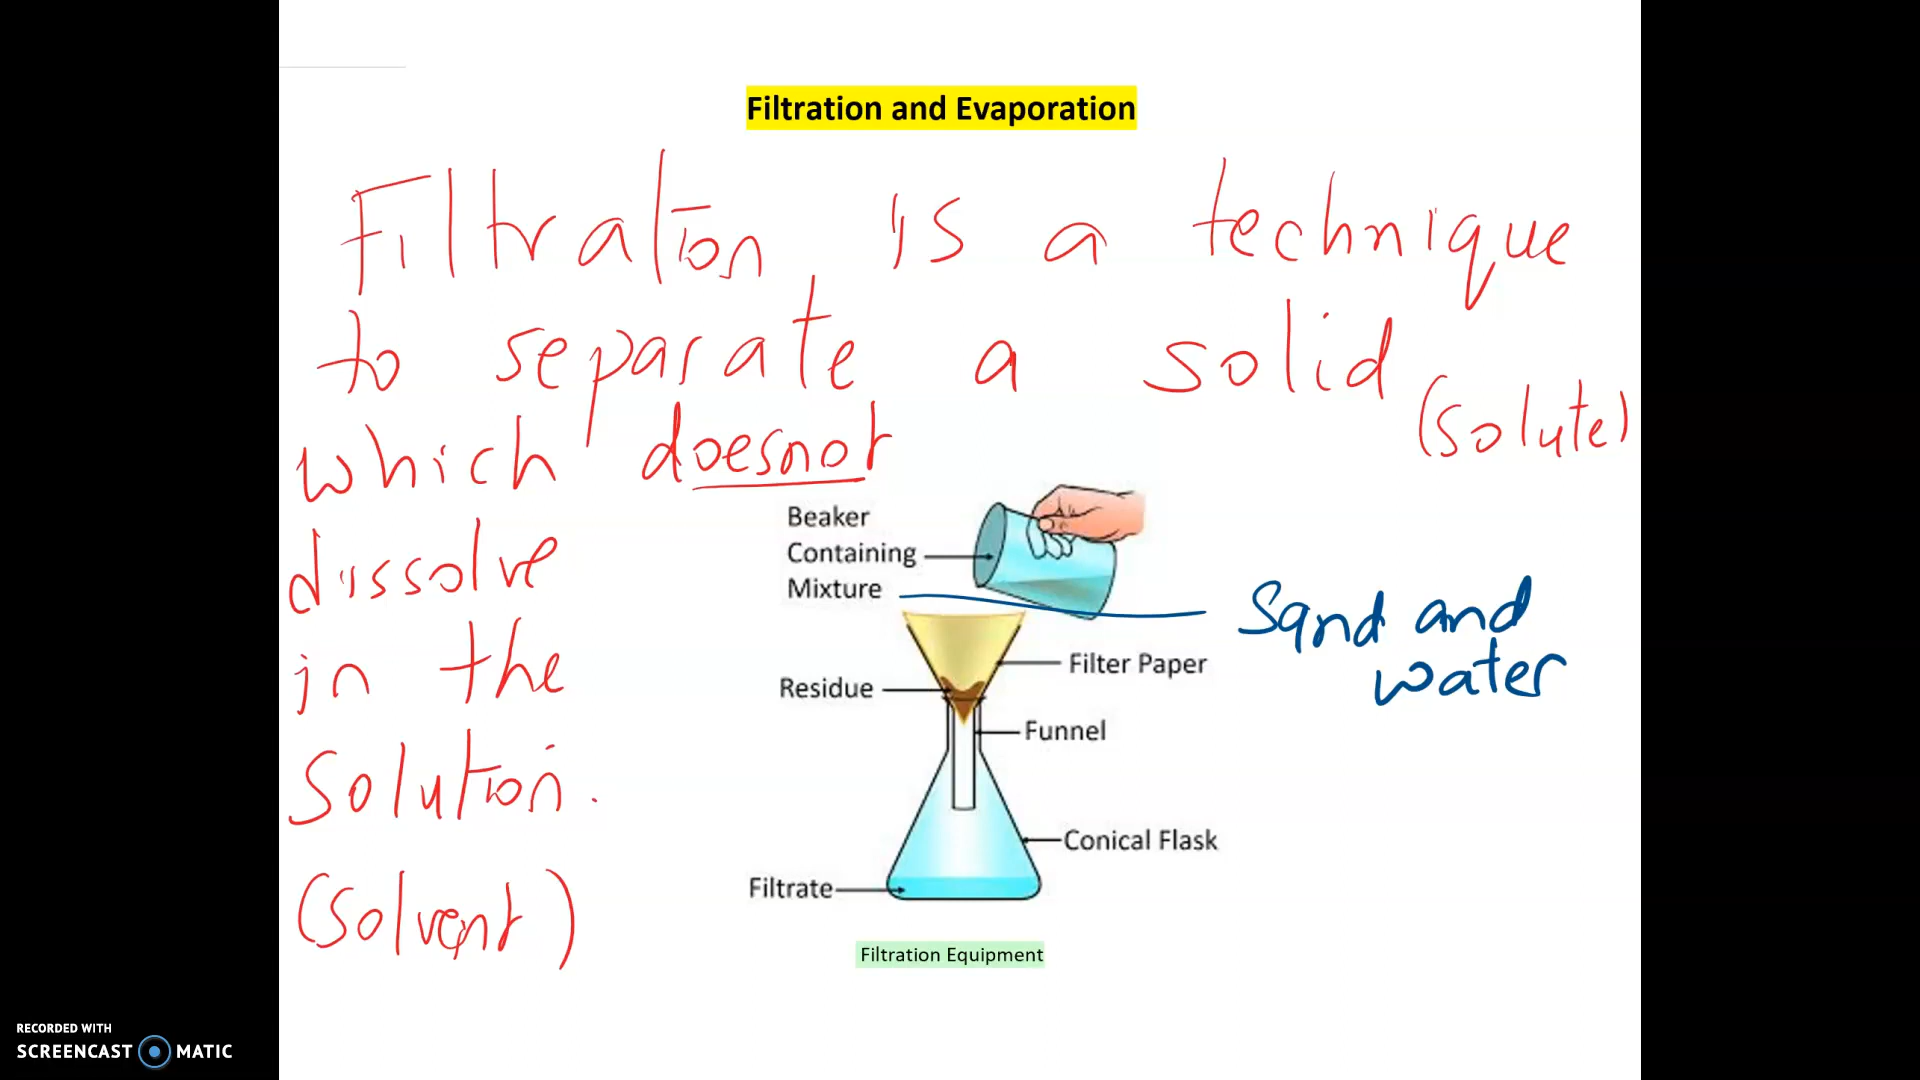 Filtration and Evaporation
Filtration is a technique
to separate a solid
(solute)
which doesnot
dissolve
in the
solution.
(solvent)
Beaker
Containing
Mixture
Sand and
water
Filter Paper
Residue
Funnel
Conical Flask
Filtrate
Filtration Equipment
RECORDED WITH
SCREENCAST MATIC